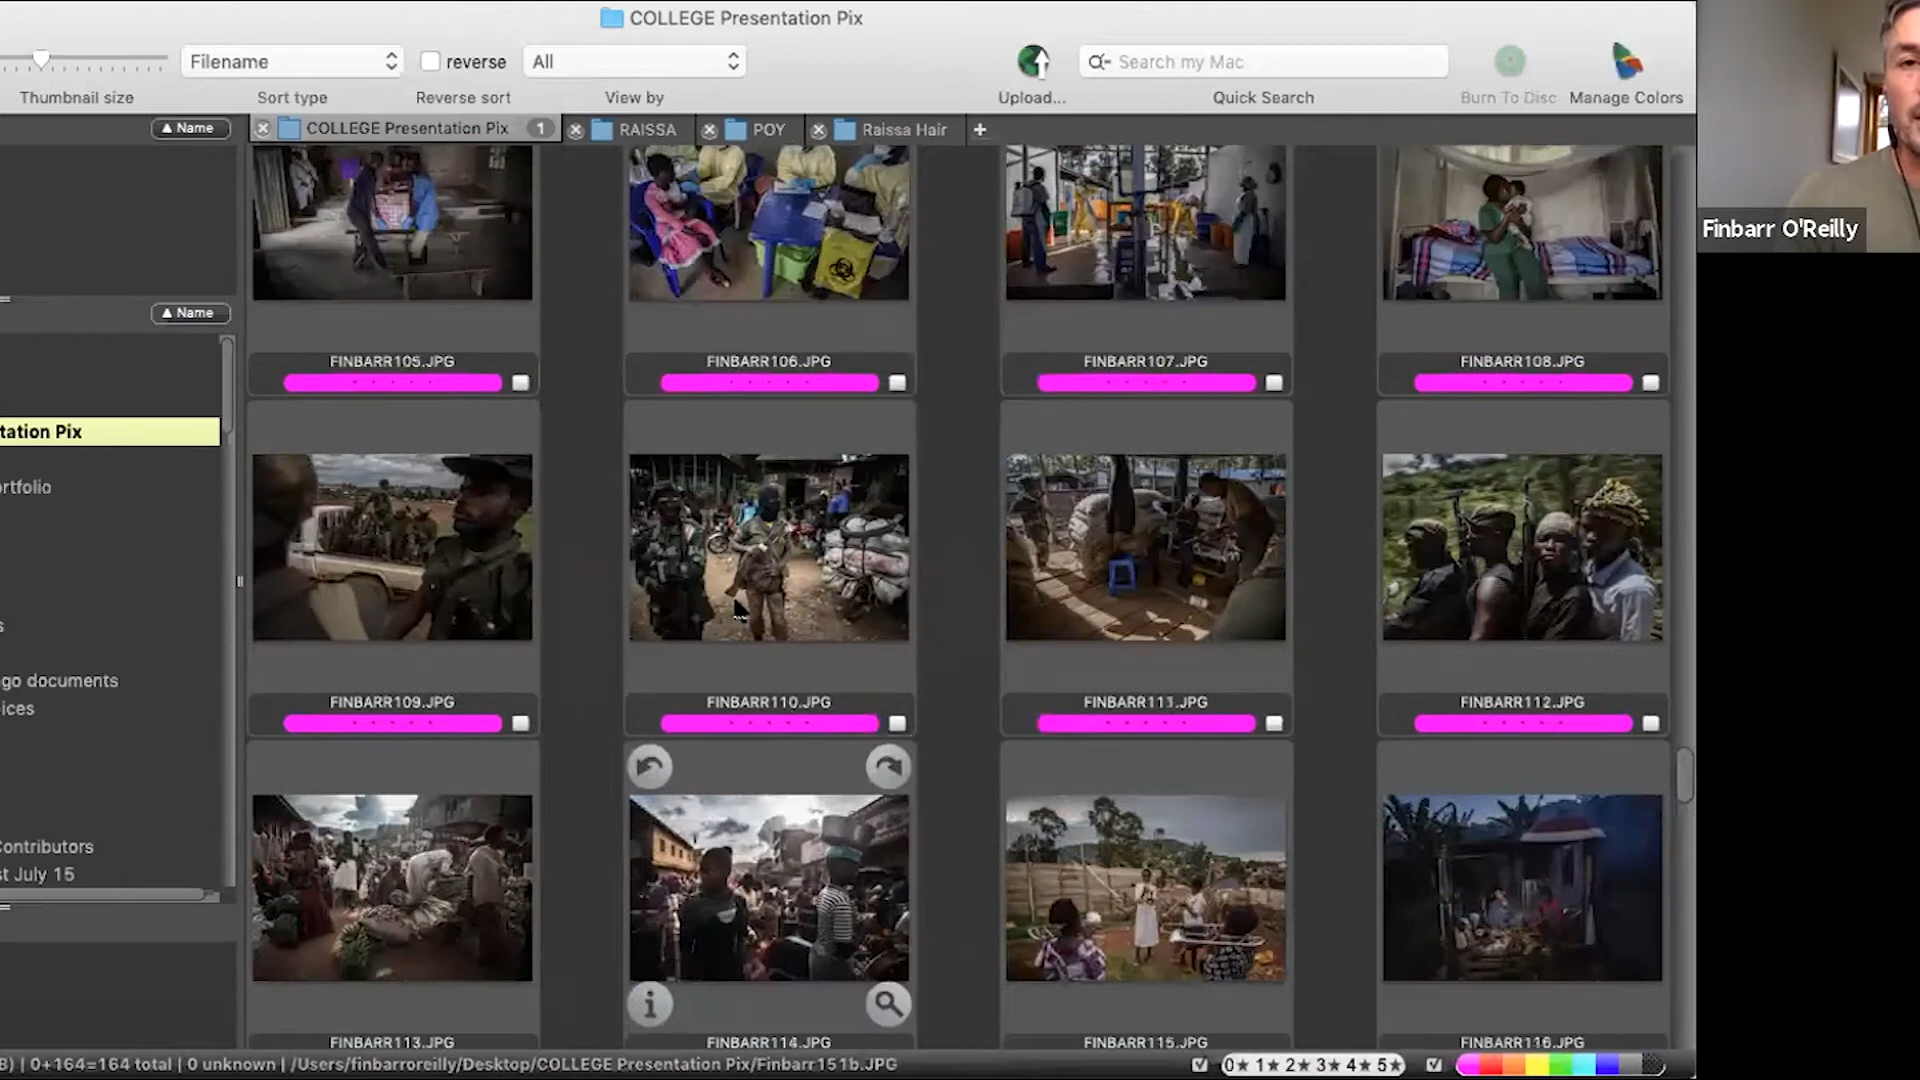 COLLEGE Presentation Pix
Filename
reverse
All
Search my Mac
Thumbnail size
Sort type
Reverse sort
View by
Upload...
Quick Search
Burn To Disc
Manage Colors
▲ Name
COLLEGE Presentation Pix 1
RAISSA
POY
Raissa Hair
+
Finbarr O'Reilly
▲ Name
FINBARR105.JPG
FINBARR106.JPG
FINBARR107.JPG
FINBARR108.JPG
tation Pix
rtfolio
s
go documents
ices
FINBARR109.JPG
FINBARR110.JPG
FINBARR111.JPG
FINBARR112.JPG
Contributors
st July 15
FINBARR113.JPG
FINBARR114.JPG
FINBARR115.JPG
FINBARR116.JPG
B) | 0+164=164 total | 0 unknown | /Users/finbarroreilly/Desktop/COLLEGE Presentation Pix/Finbarr151b.JPG
0★ 1★ 2★ 3★ 4★ 5★